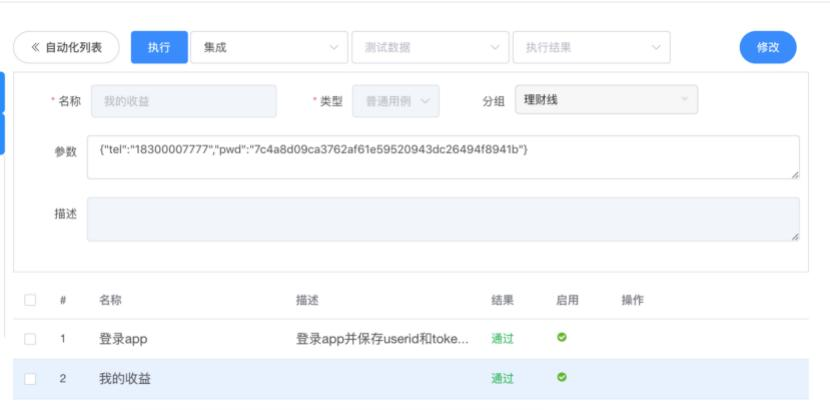 « 自动化列表 执行 集成 测试数据 执行结果 修改
* 名称 我的收益 * 类型 普通用例 分组 理财线
参数 {"tel":"18300007777","pwd":"7c4a8d09ca3762af61e59520943dc26494f8941b"}
描述
# 名称 描述 结果 启用 操作
1 登录app 登录app并保存userid和toke... 通过
2 我的收益 通过